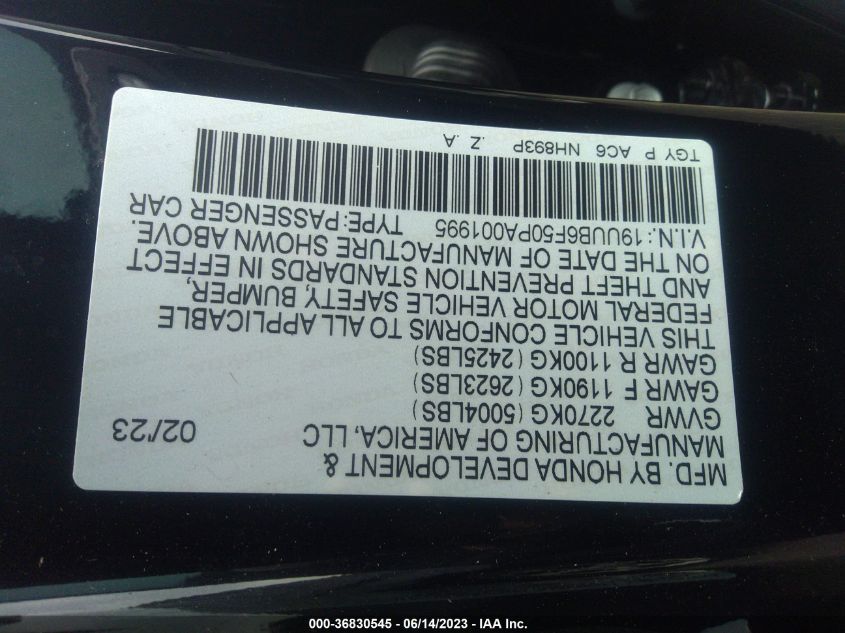 MFD. BY HONDA DEVELOPMENT &
MANUFACTURING OF AMERICA, LLC 02/'23
GVWR 2270KG (5004LBS)
GAWR F 1190KG (2623LBS)
GAWR R 1100KG (2425LBS)
THIS VEHICLE CONFORMS TO ALL APPLICABLE
FEDERAL MOTOR VEHICLE SAFETY, BUMPER,
AND THEFT PREVENTION STANDARDS IN EFFECT
ON THE DATE OF MANUFACTURE SHOWN ABOVE.
V.I.N.: 19UUB6F50PA001995 TYPE:PASSENGER CAR
TGY P AC6 NH893P .Z .A
000-36830545 - 06/14/2023 - IAA Inc.